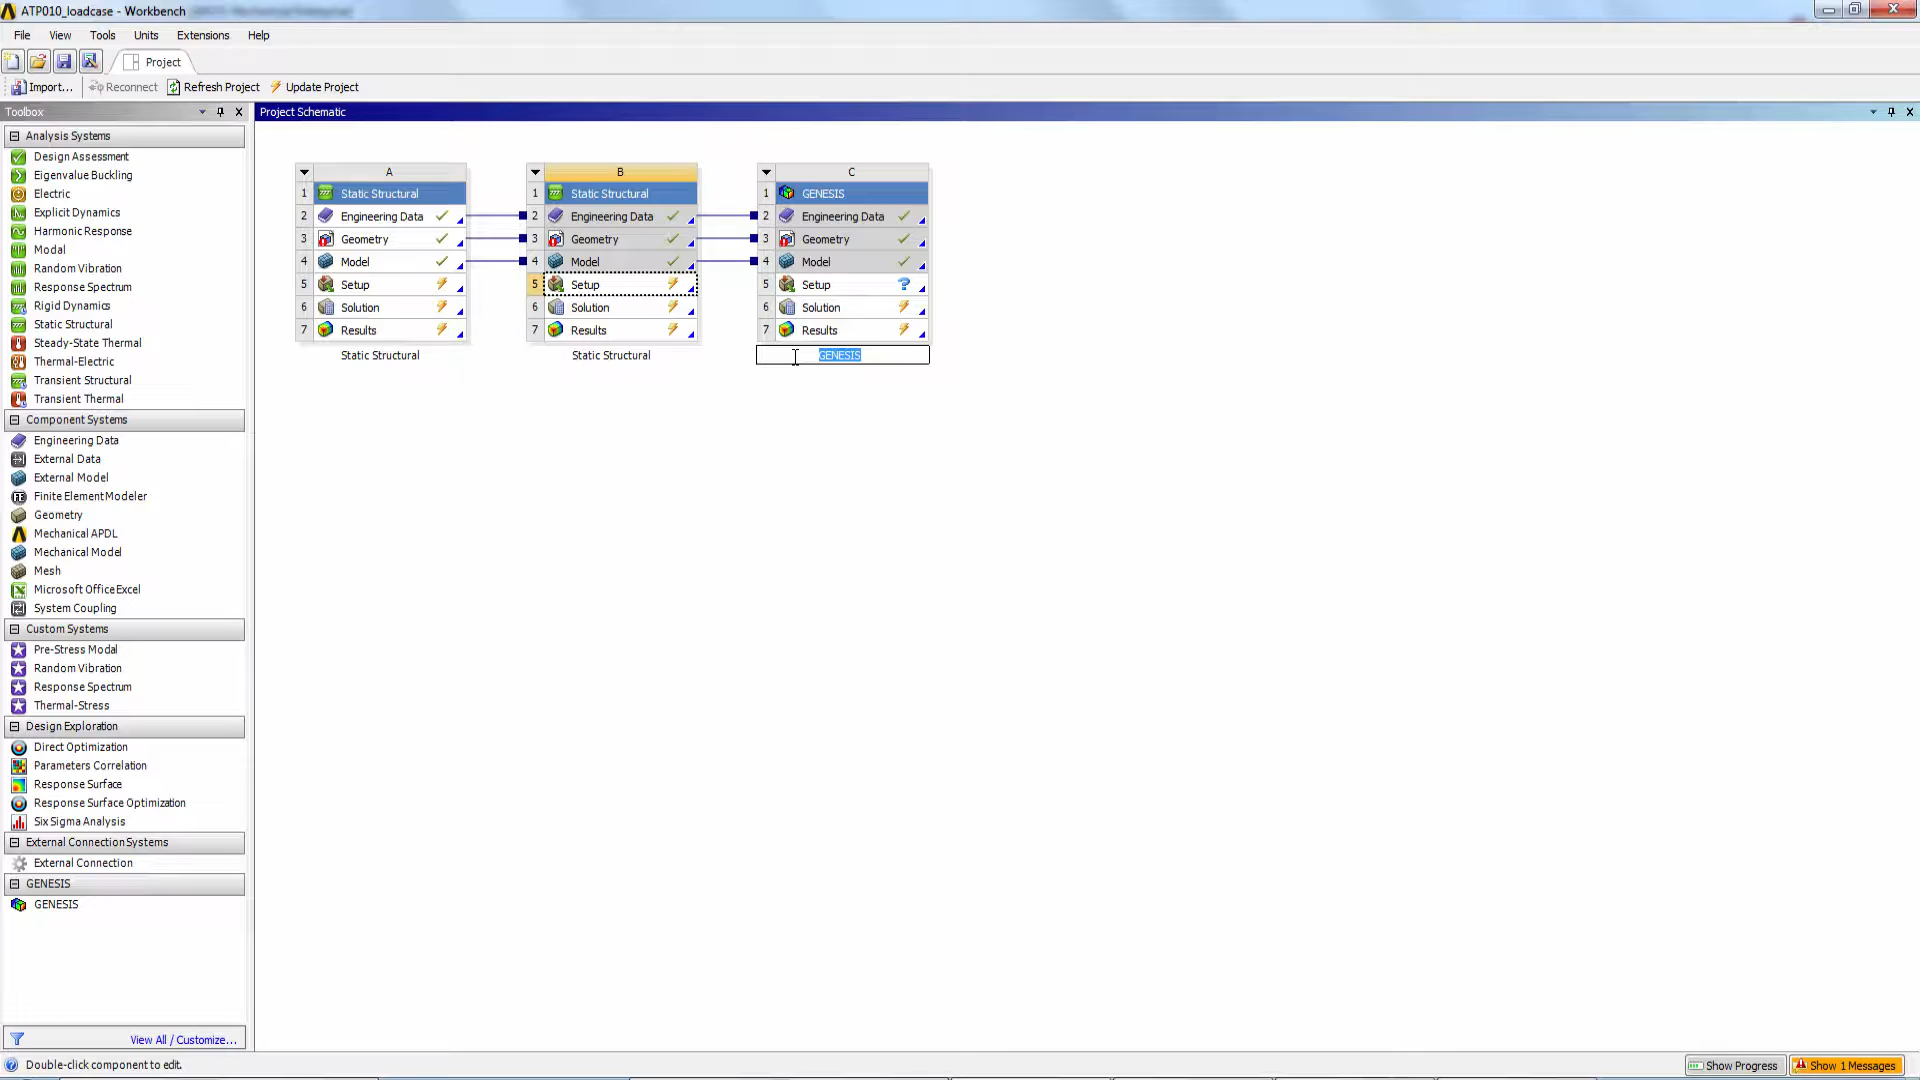 ATP010_loadcase - Workbench
File View Tools Units Extensions Help
Project
Import... Reconnect Refresh Project Update Project
Toolbox
Analysis Systems
Design Assessment
Eigenvalue Buckling
Electric
Explicit Dynamics
Harmonic Response
Modal
Random Vibration
Response Spectrum
Rigid Dynamics
Static Structural
Steady-State Thermal
Thermal-Electric
Transient Structural
Transient Thermal
Component Systems
Engineering Data
External Data
External Model
Finite Element Modeler
Geometry
Mechanical APDL
Mechanical Model
Mesh
Microsoft Office Excel
System Coupling
Custom Systems
Pre-Stress Modal
Random Vibration
Response Spectrum
Thermal-Stress
Design Exploration
Direct Optimization
Parameters Correlation
Response Surface
Response Surface Optimization
Six Sigma Analysis
External Connection Systems
External Connection
GENESIS
GENESIS
View All / Customize...
Project Schematic
A
1 Static Structural
2 Engineering Data
3 Geometry
4 Model
5 Setup
6 Solution
7 Results
Static Structural
B
1 Static Structural
2 Engineering Data
3 Geometry
4 Model
5 Setup
6 Solution
7 Results
Static Structural
C
1 GENESIS
2 Engineering Data
3 Geometry
4 Model
5 Setup ?
6 Solution
7 Results
GENESIS
Double-click component to edit.
Show Progress Show 1 Messages